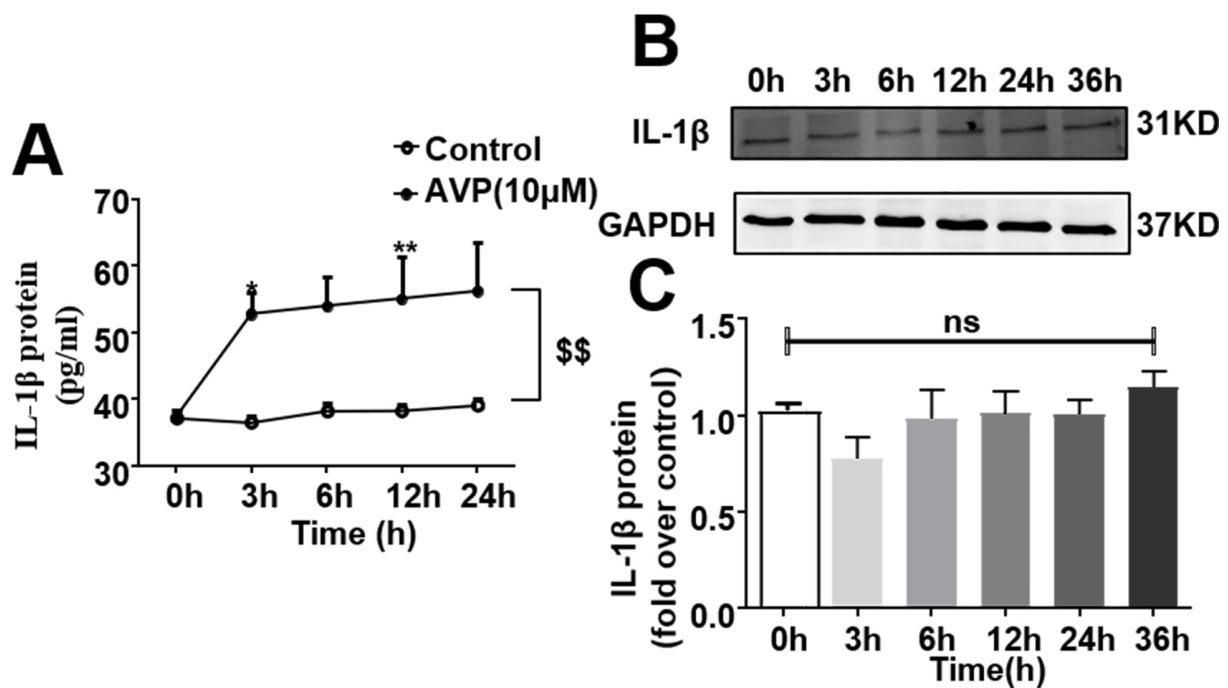 A
Control
AVP(10μM)
IL-1β protein
(pg/ml)
70
60
50
40
30
*
**
$$
0h 3h 6h 12h 24h
Time (h)
B
0h 3h 6h 12h 24h 36h
IL-1β 31KD
GAPDH 37KD
C
IL-1β protein
(fold over control)
1.5
1.0
0.5
0.0
ns
0h 3h 6h 12h 24h 36h
Time(h)